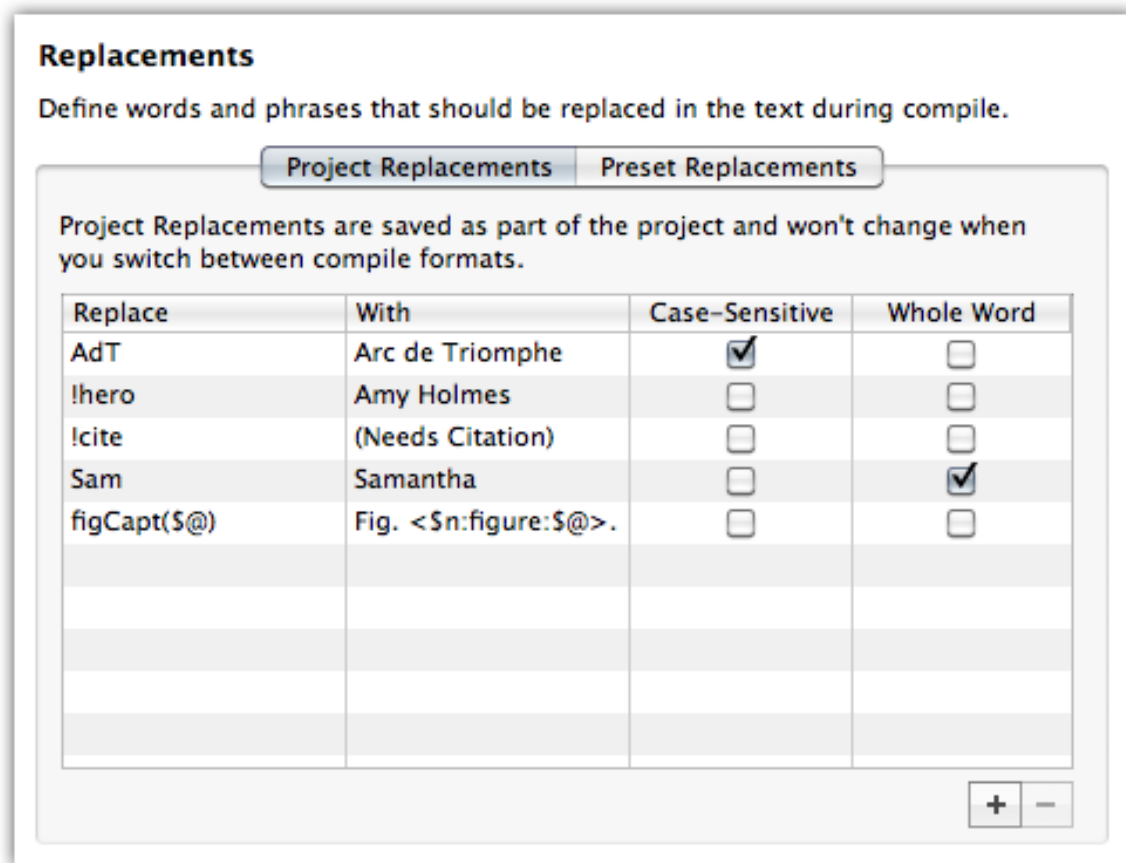 Replacements
Define words and phrases that should be replaced in the text during compile.
Project Replacements Preset Replacements
Project Replacements are saved as part of the project and won't change when
you switch between compile formats.
Replace With Case-Sensitive Whole Word
AdT Arc de Triomphe
!hero Amy Holmes
!cite (Needs Citation)
Sam Samantha
figCapt($@) Fig. <$n:figure:$@>.
+ −